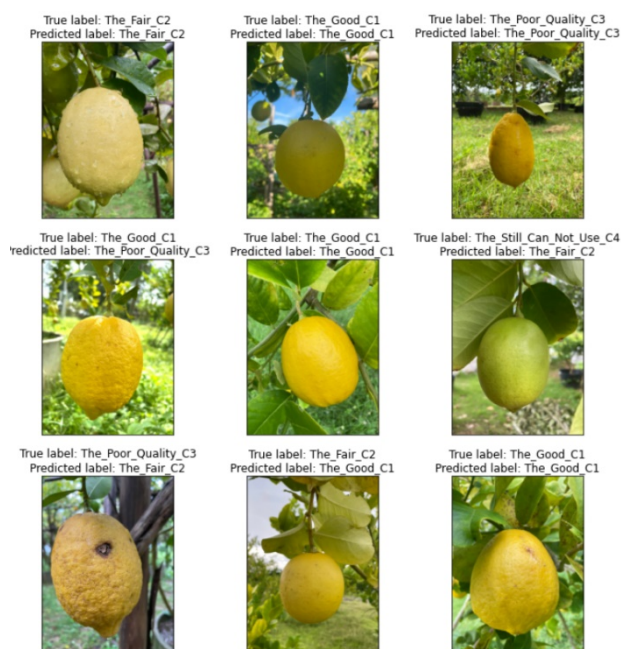 True label: The_Fair_C2
Predicted label: The_Fair_C2
True label: The_Good_C1
Predicted label: The_Good_C1
True label: The_Poor_Quality_C3
Predicted label: The_Poor_Quality_C3
True label: The_Good_C1
Predicted label: The_Poor_Quality_C3
True label: The_Good_C1
Predicted label: The_Good_C1
True label: The_Still_Can_Not_Use_C4
Predicted label: The_Fair_C2
True label: The_Poor_Quality_C3
Predicted label: The_Fair_C2
True label: The_Fair_C2
Predicted label: The_Good_C1
True label: The_Good_C1
Predicted label: The_Good_C1